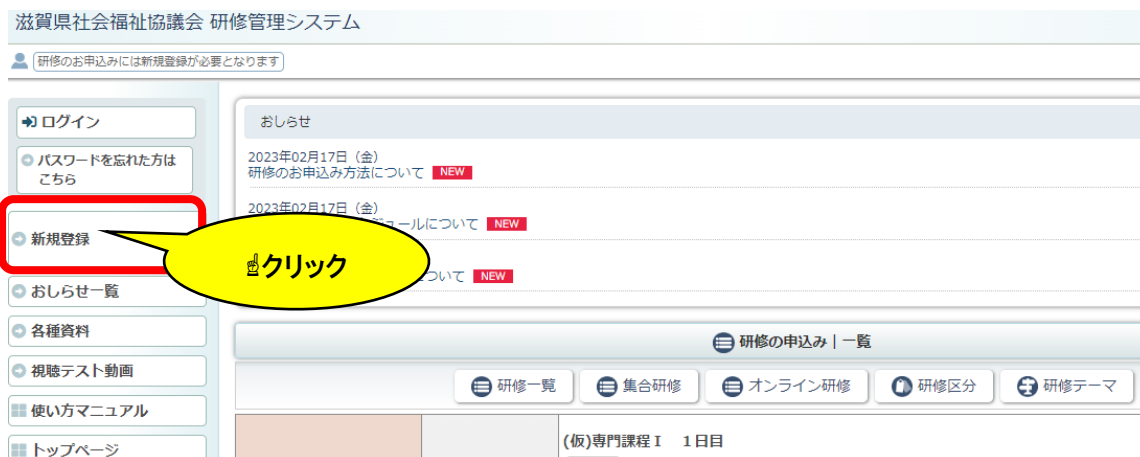 滋賀県社会福祉協議会 研修管理システム
研修のお申込みには新規登録が必要となります
ログイン
パスワードを忘れた方は
こちら
新規登録
おしらせ一覧
各種資料
視聴テスト動画
使い方マニュアル
トップページ
おしらせ
2023年02月17日（金）
研修のお申込み方法について NEW
2023年02月17日（金）
ジュールについて NEW
ついて NEW
☝クリック
研修の申込み | 一覧
研修一覧
集合研修
オンライン研修
研修区分
研修テーマ
(仮)専門課程Ⅰ　1日目